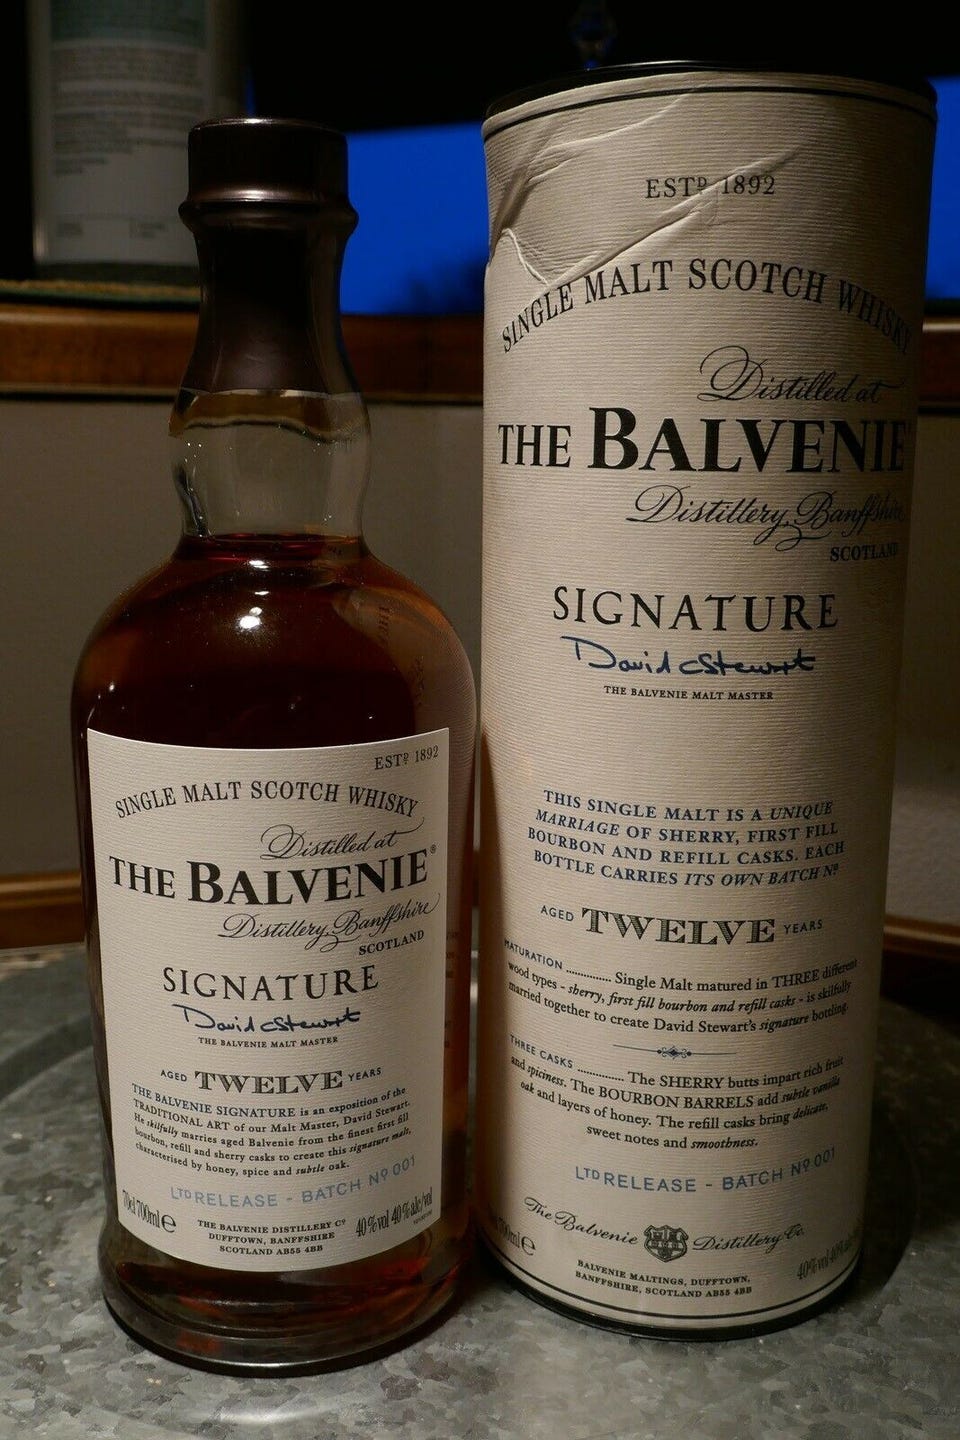 ESTD 1892
SINGLE MALT SCOTCH WHISKY
Distilled at
THE BALVENIE®
Distillery, Banffshire
SCOTLAND
SIGNATURE
David C Stewart
THE BALVENIE MALT MASTER
AGED TWELVE YEARS
THE BALVENIE SIGNATURE is an exposition of the
TRADITIONAL ART of our Malt Master, David Stewart.
He skilfully marries aged Balvenie from the finest first fill
bourbon, refill and sherry casks to create this signature malt,
characterised by honey, spice and subtle oak.
LTD RELEASE - BATCH Nº 001
70cl 700ml e
THE BALVENIE DISTILLERY Cº
DUFFTOWN, BANFFSHIRE
SCOTLAND AB55 4BB
40%vol 40%alc/vol
ESTD 1892
SINGLE MALT SCOTCH WHISKY
Distilled at
THE BALVENIE
Distillery, Banffshire
SCOTLAND
SIGNATURE
David C Stewart
THE BALVENIE MALT MASTER
THIS SINGLE MALT IS A UNIQUE
MARRIAGE OF SHERRY, FIRST FILL
BOURBON AND REFILL CASKS. EACH
BOTTLE CARRIES ITS OWN BATCH Nº
AGED TWELVE YEARS
MATURATION ............. Single Malt matured in THREE different
wood types - sherry, first fill bourbon and refill casks - is skilfully
married together to create David Stewart's signature bottling.
THREE CASKS ............. The SHERRY butts impart rich fruit
and spiciness. The BOURBON BARRELS add subtle vanilla
oak and layers of honey. The refill casks bring delicate,
sweet notes and smoothness.
LTD RELEASE - BATCH Nº 001
The Balvenie Distillery Co.
700ml e
BALVENIE MALTINGS, DUFFTOWN,
BANFFSHIRE, SCOTLAND AB55 4BB
40%vol 40%